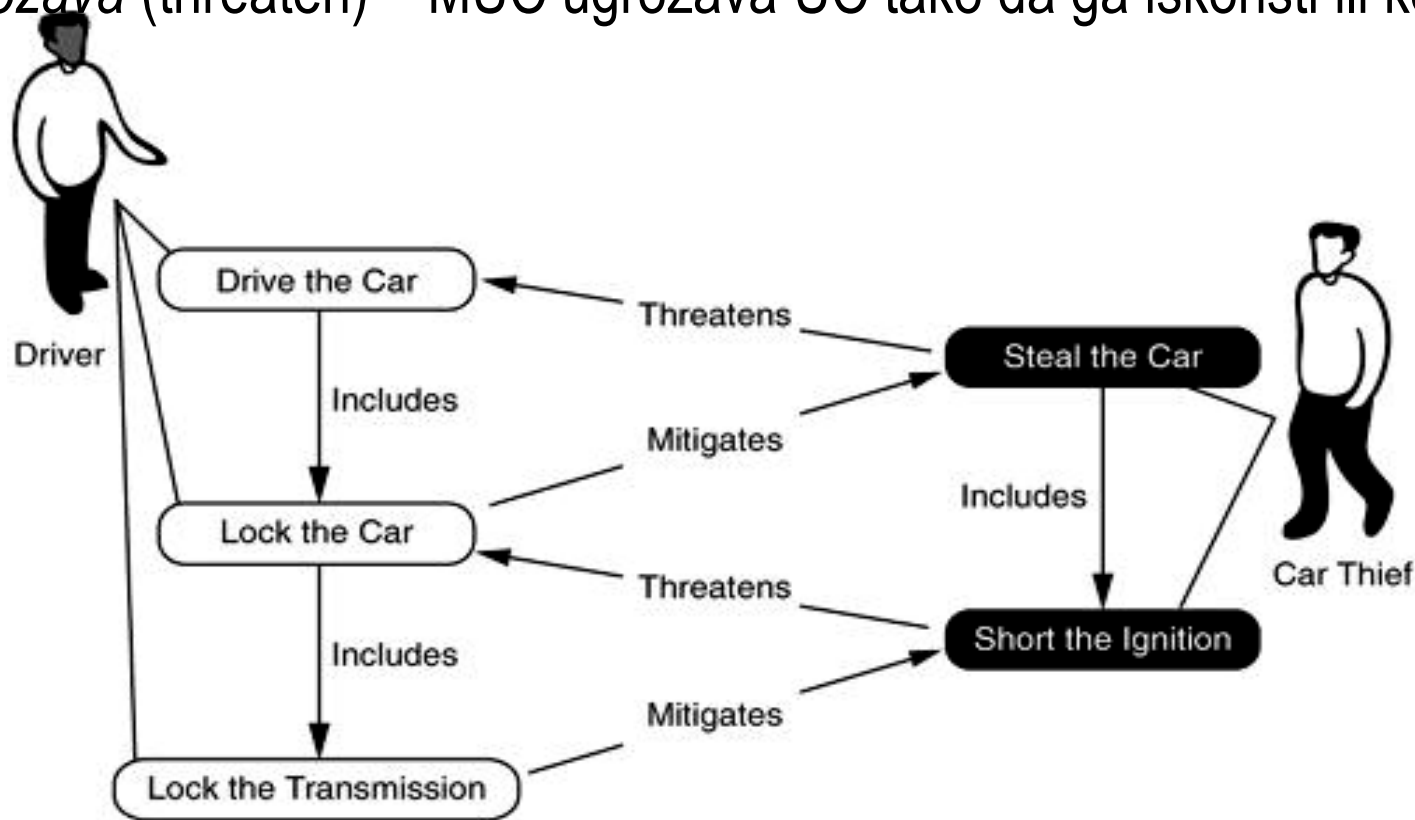 (threaten) – MUC ugrožava UC tako da ga iskoristi ili
Drive the Car
Threatens
Driver
Steal the Car
Includes
Mitigates
Includes
Lock the Car
Threatens
Car Thief
Short the Ignition
Includes
Mitigates
Lock the Transmission